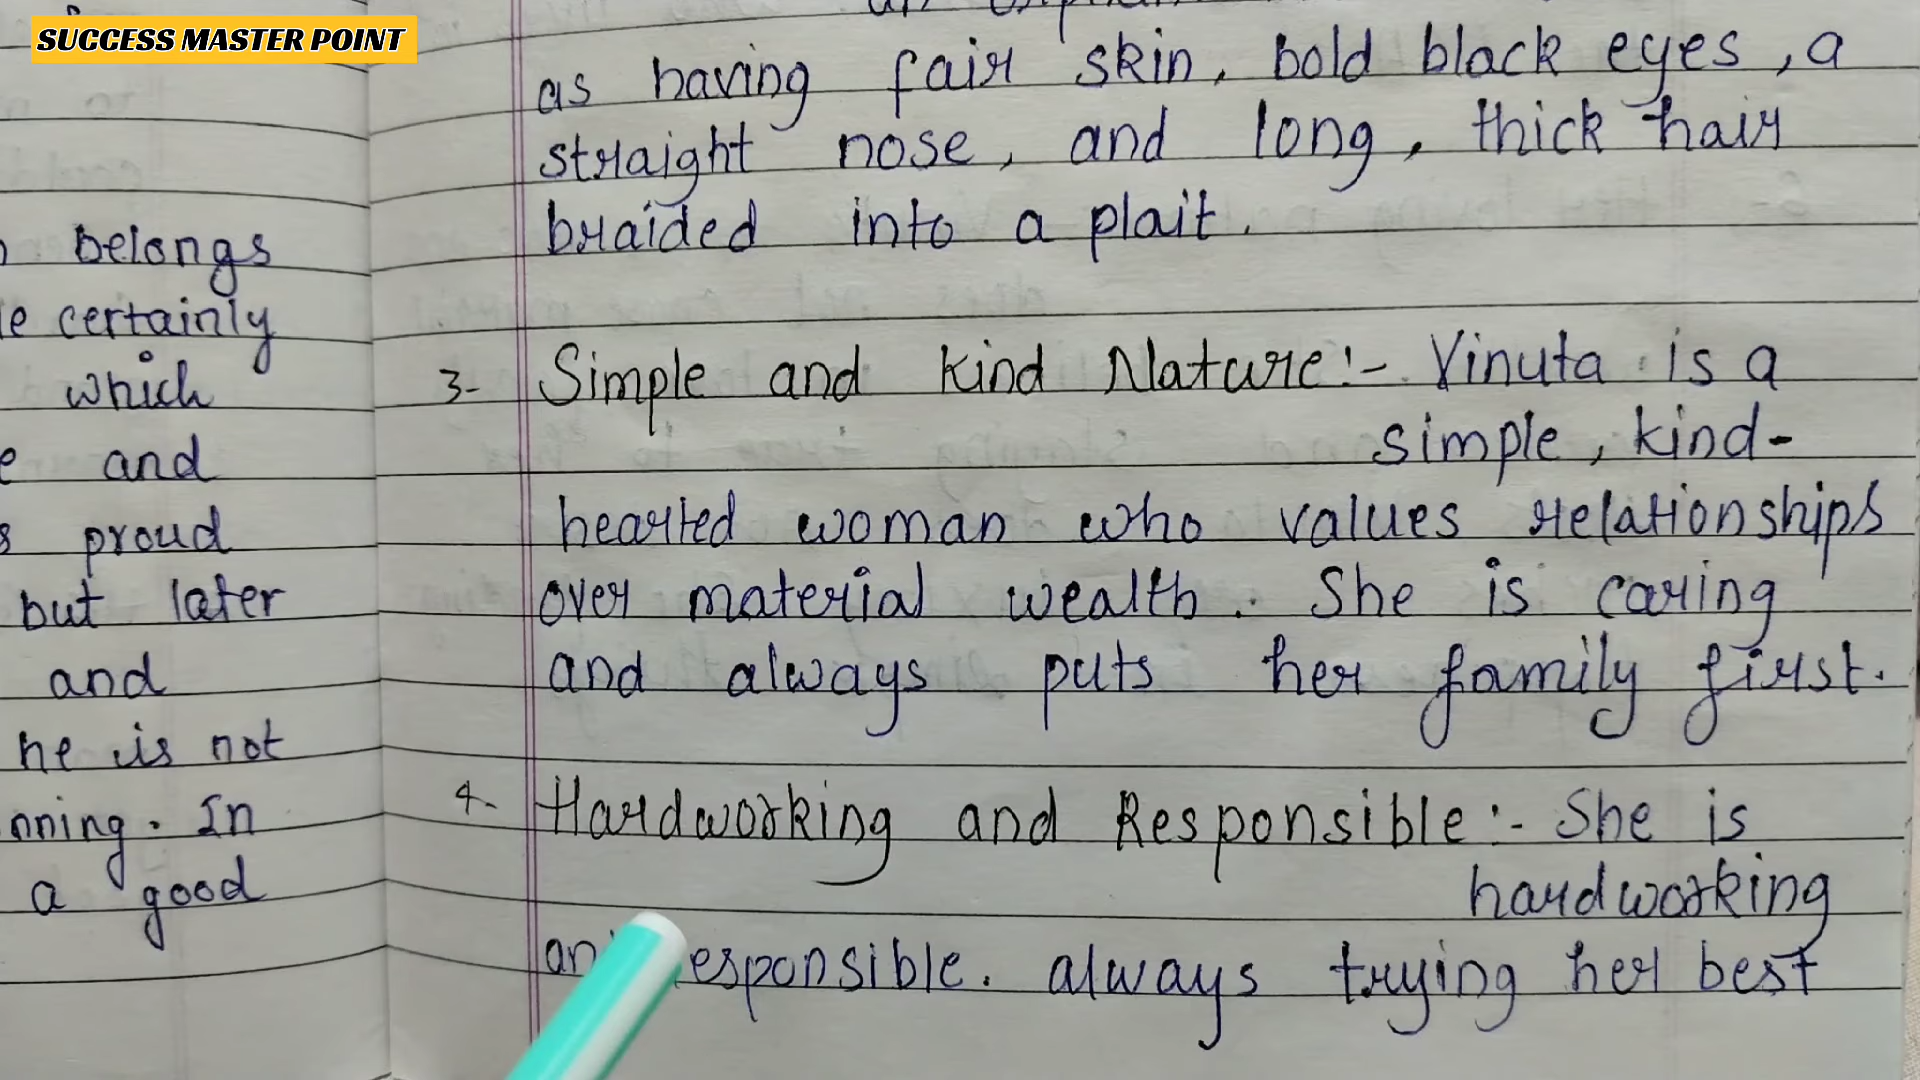 SUCCESS MASTER POINT
belongs
certainly
which
and
proud
but later
and
he is not
nning. In
a good
as having fair skin, bold black eyes, a
straight nose, and long, thick hair
braided into a plait.
3- Simple and Kind Nature:- Vinuta is a
simple, kind-
hearted woman who values relationships
over material wealth. She is caring
and always puts her family first.
4- Hardworking and Responsible:- She is
hardworking
and responsible. always trying her best